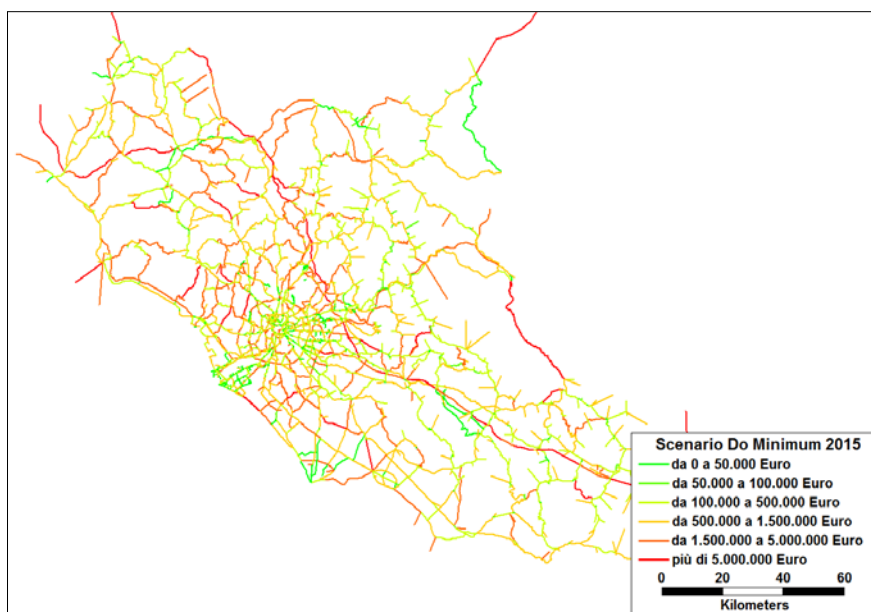 Scenario Do Minimum 2015
da 0 a 50.000 Euro
da 50.000 a 100.000 Euro
da 100.000 a 500.000 Euro
da 500.000 a 1.500.000 Euro
da 1.500.000 a 5.000.000 Euro
più di 5.000.000 Euro
0 20 40 60
Kilometers